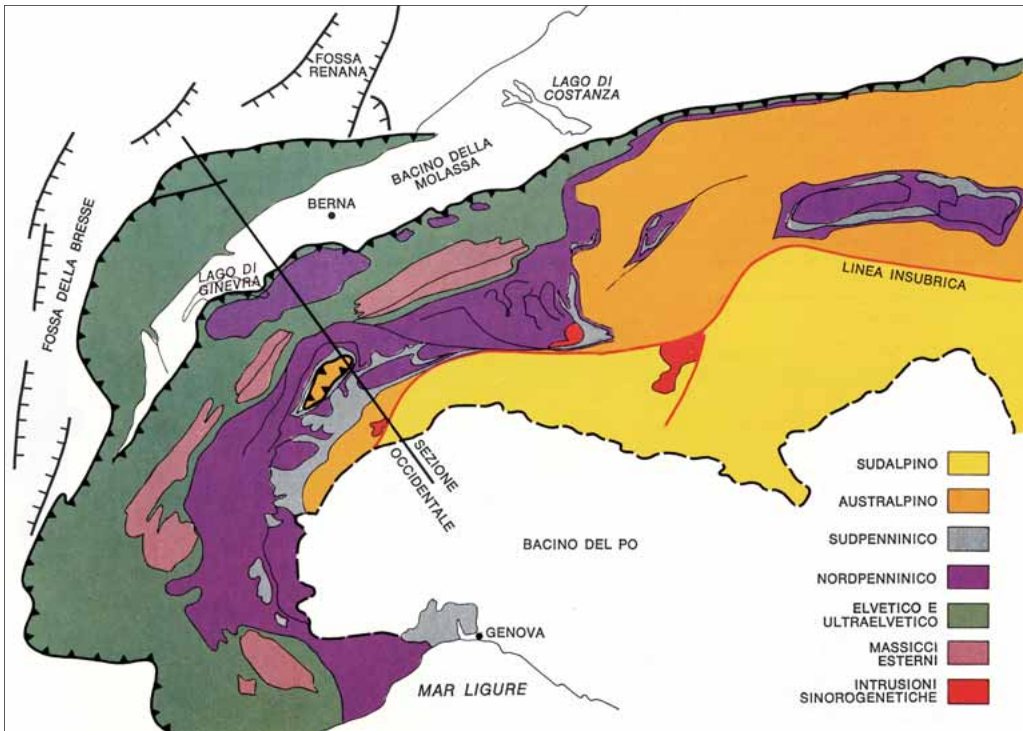 FOSSA
RENANA
LAGO DI
COSTANZA
BACINO DELLA
MOLASSA
BERNA
FOSSA DELLA BRESSE
LAGO DI
GINEVRA
LINEA INSUBRICA
SEZIONE
OCCIDENTALE
BACINO DEL PO
GENOVA
MAR LIGURE
SUDALPINO
AUSTRALPINO
SUDPENNINICO
NORDPENNINICO
ELVETICO E
ULTRAELVETICO
MASSICCI
ESTERNI
INTRUSIONI
SINOROGENETICHE